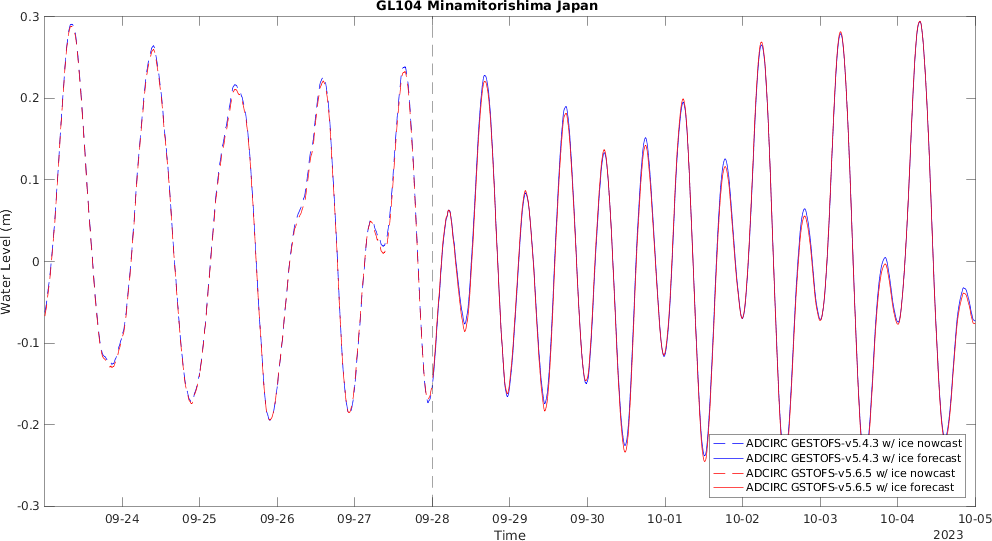 GL104 Minamitorishima Japan
Water Level (m)
0.3
0.2
0.1
0
-0.1
-0.2
-0.3
ADCIRC GESTOFS-v5.4.3 w/ ice nowcast
ADCIRC GESTOFS-v5.4.3 w/ ice forecast
ADCIRC GSTOFS-v5.6.5 w/ ice nowcast
ADCIRC GSTOFS-v5.6.5 w/ ice forecast
09-24 09-25 09-26 09-27 09-28 09-29 09-30 10-01 10-02 10-03 10-04 10-05
Time
2023